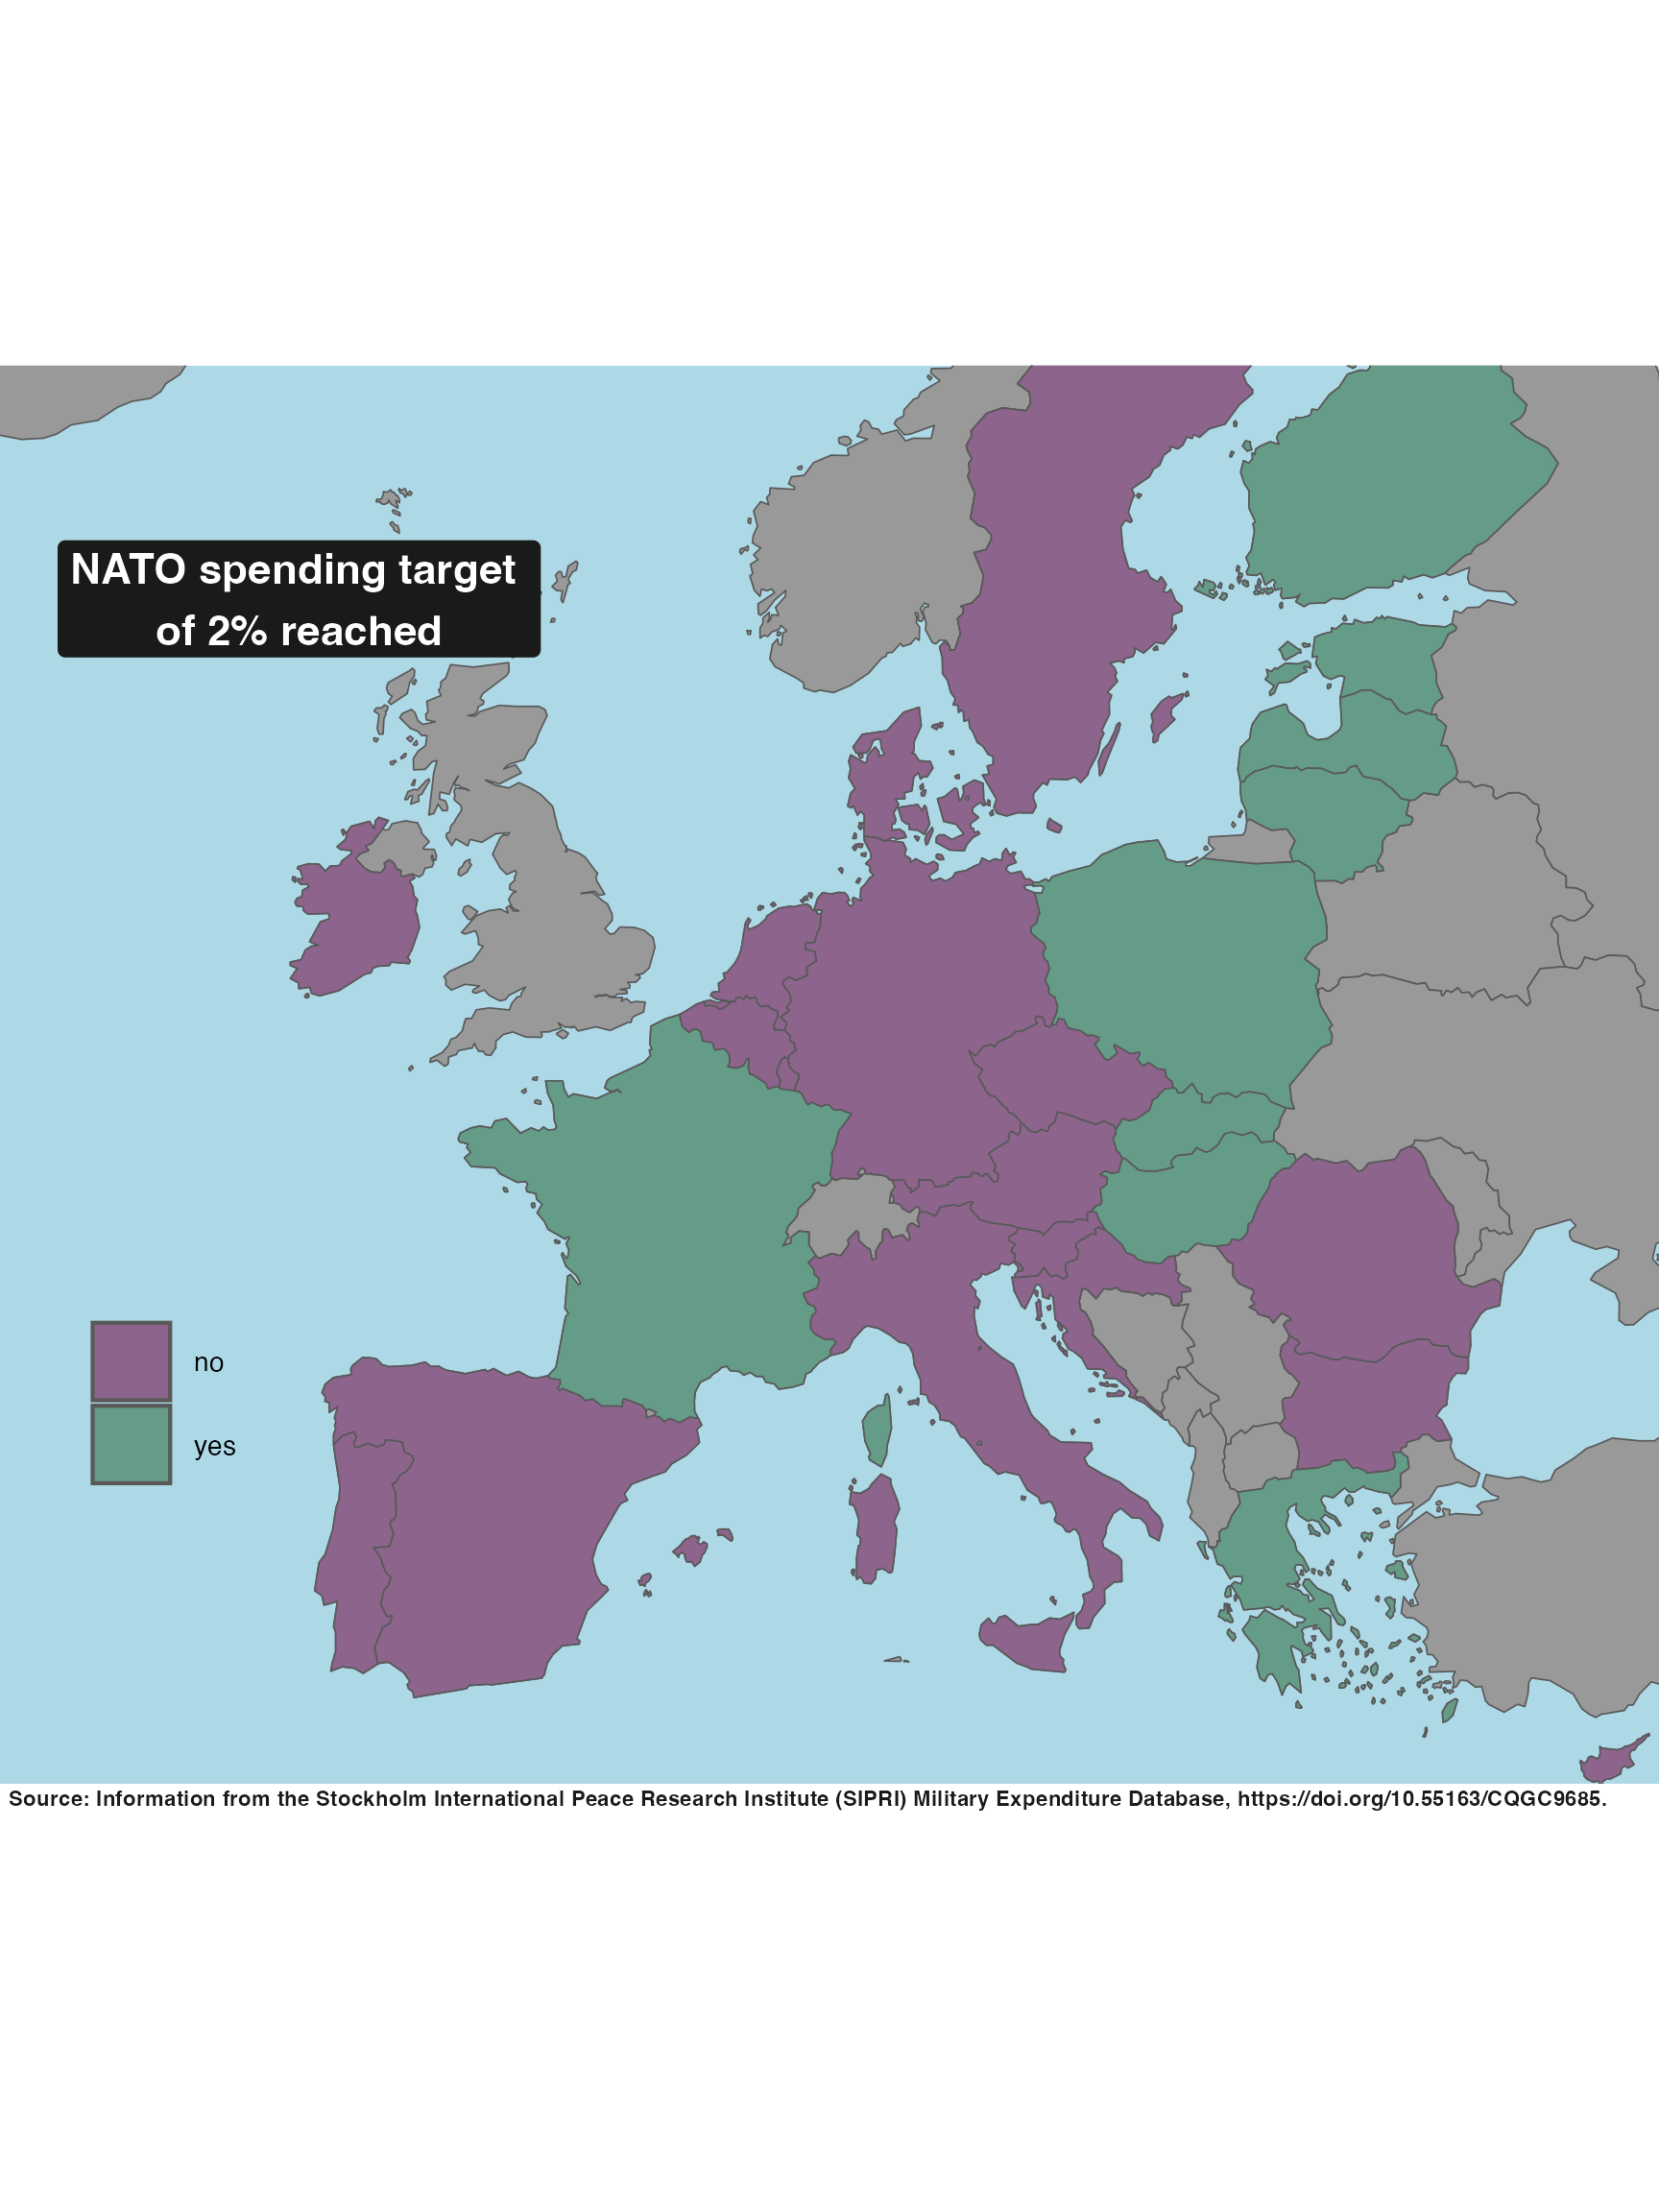 NATO spending target
of 2% reached
no
yes
Source: Information from the Stockholm International Peace Research Institute (SIPRI) Military Expenditure Database, https://doi.org/10.55163/CQGC9685.